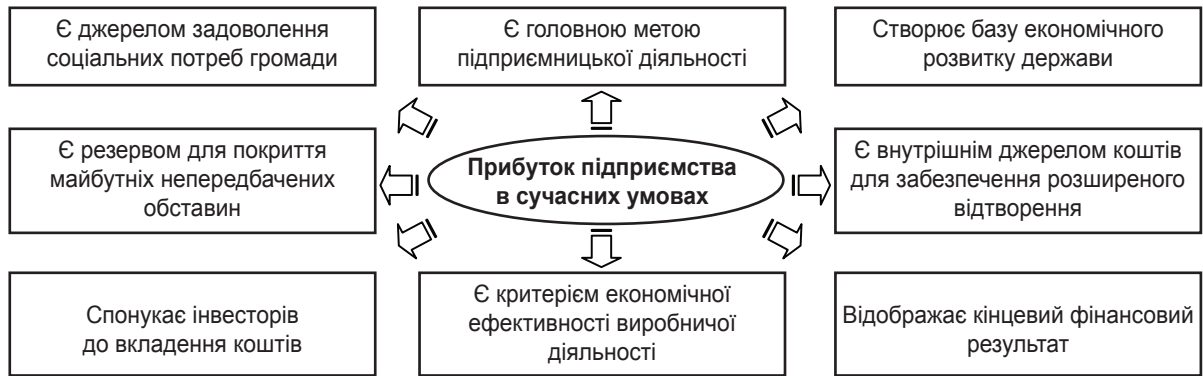 Є джерелом задоволення
соціальних потреб громади
Є головною метою
підприємницької діяльності
Створює базу економічного
розвитку держави
Є резервом для покриття
майбутніх непередбачених
обставин
Прибуток підприємства
в сучасних умовах
Є внутрішнім джерелом коштів
для забезпечення розширеного
відтворення
Спонукає інвесторів
до вкладення коштів
Є критерієм економічної
ефективності виробничої
діяльності
Відображає кінцевий фінансовий
результат